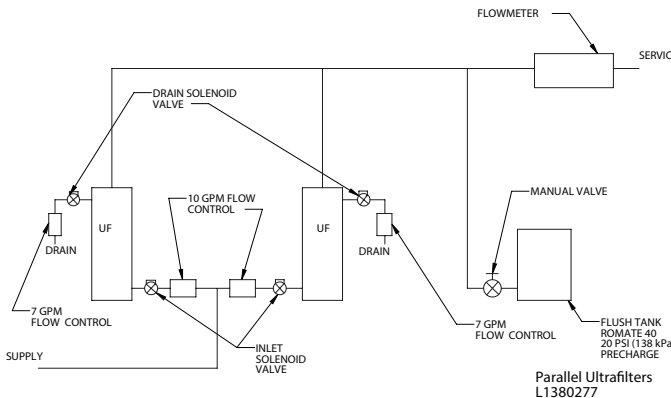 FLOWMETER
SERVIC
DRAIN SOLENOID
VALVE
10 GPM FLOW
CONTROL
MANUAL VALVE
UF
UF
DRAIN
DRAIN
7 GPM
FLOW CONTROL
INLET
SOLENOID
VALVE
7 GPM
FLOW CONTROL
FLUSH TANK
ROMATE 40
20 PSI (138 kPa
PRECHARGE
SUPPLY
Parallel Ultrafilters
L1380277